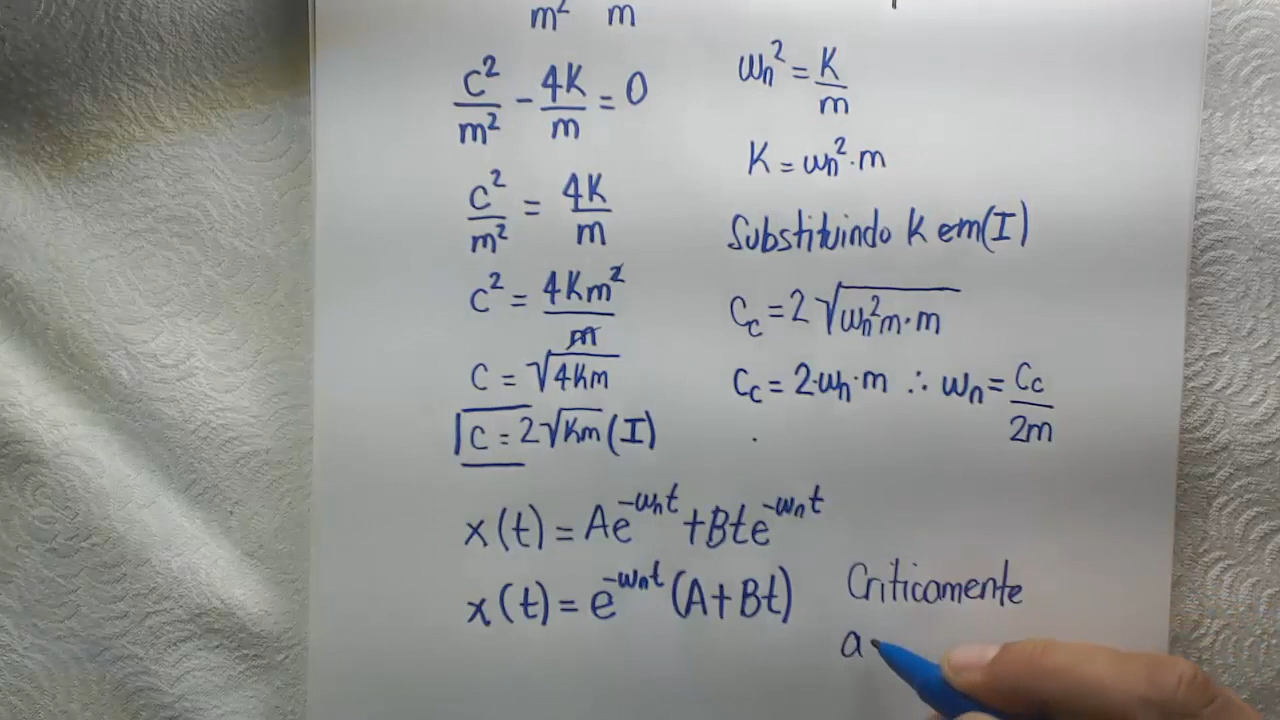 m² m
c²/m² - 4K/m = 0
c²/m² = 4K/m
c² = 4Km²/m
c = √4Km
c = 2√Km (I)
ωn² = K/m
K = ωn²·m
Substituindo K em (I)
Cc = 2√ωn²m·m
Cc = 2·ωn·m ∴ ωn = Cc/2m
x(t) = Ae^-ωnt + Bte^-ωnt
x(t) = e^-ωnt (A+Bt)
Criticamente
a